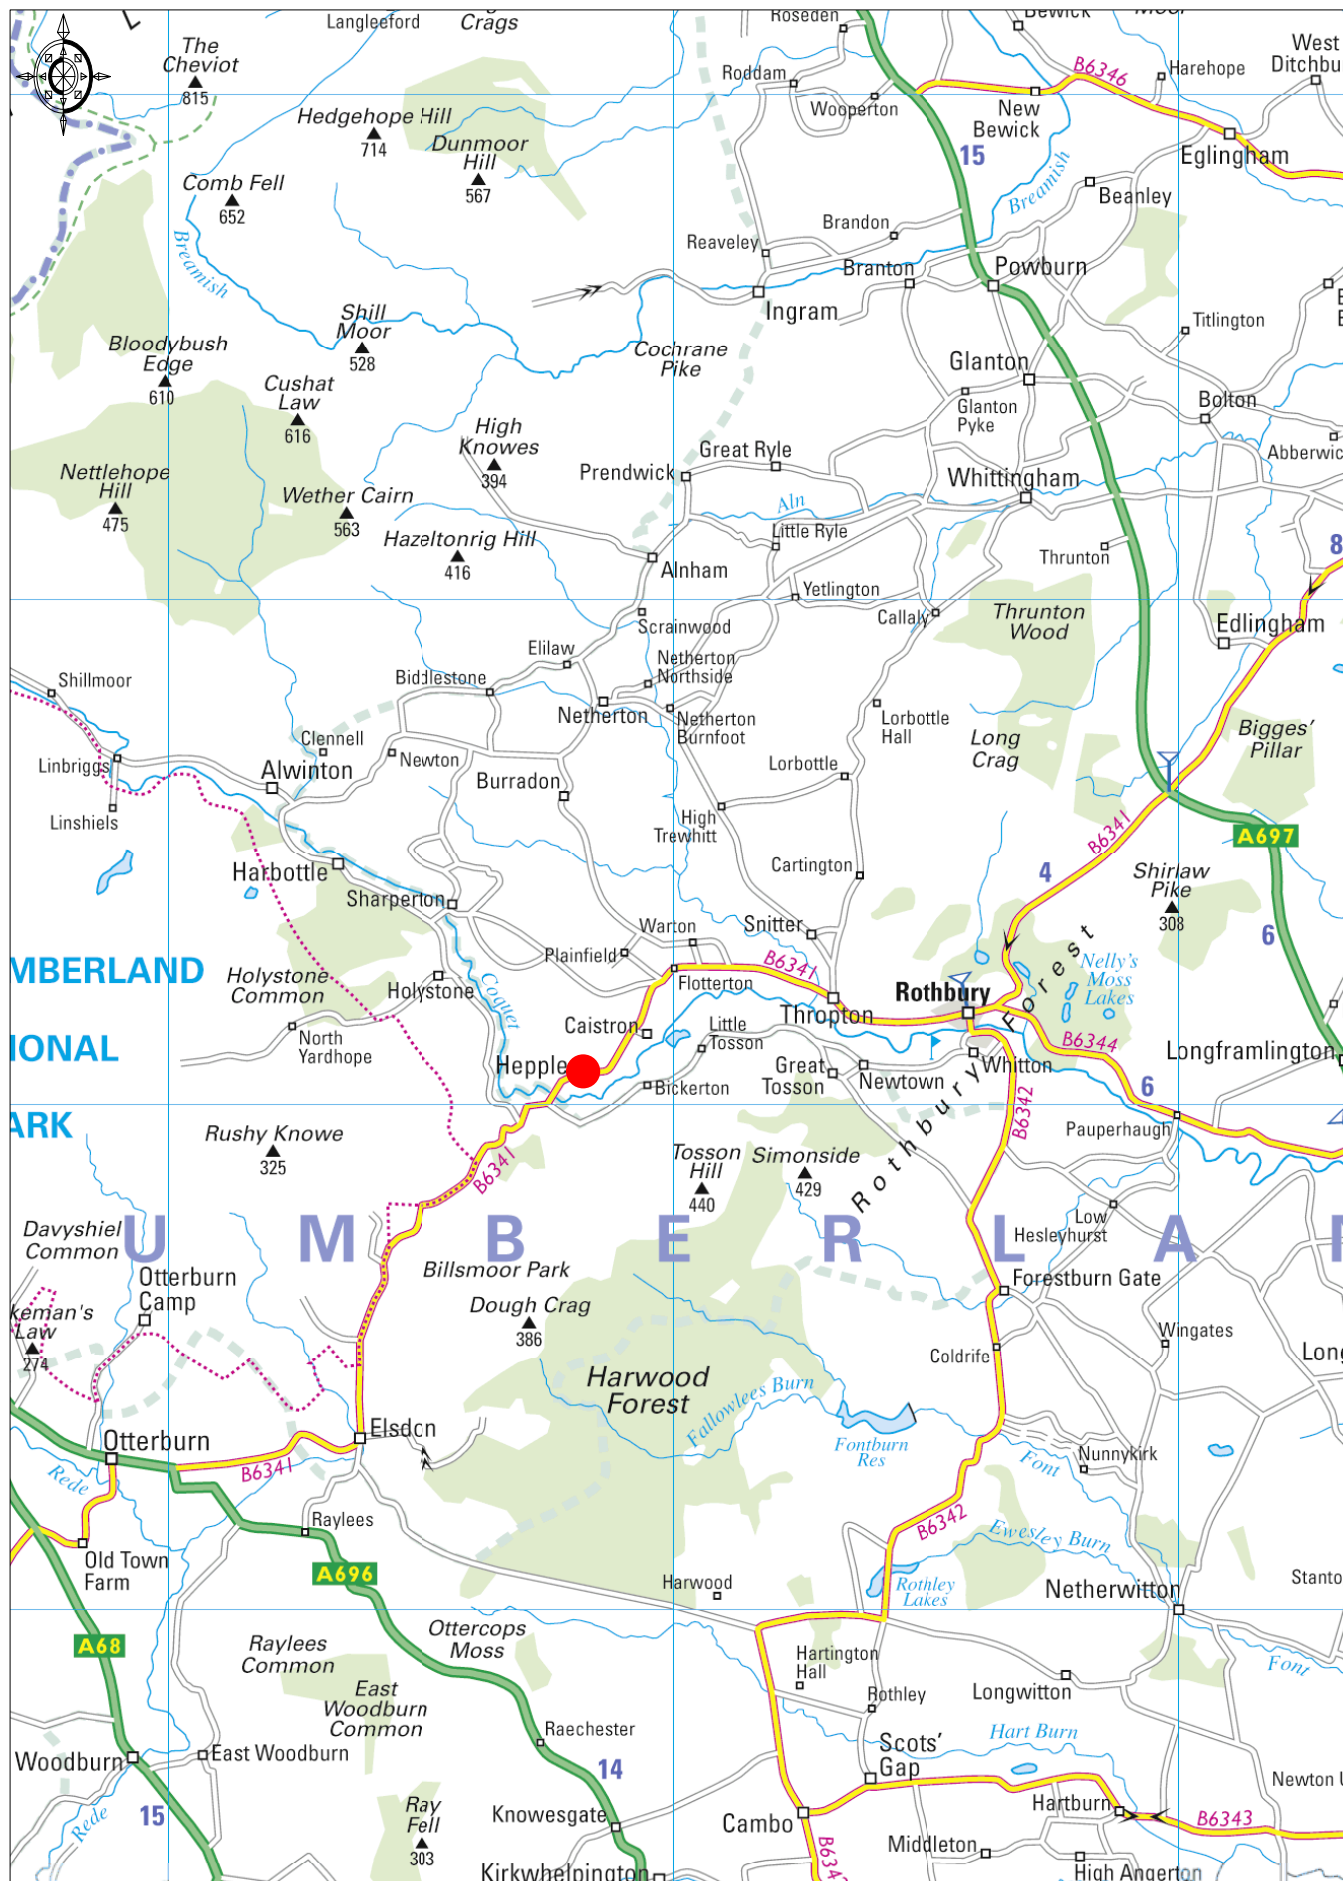 Langleeford
Crags
Roseden
Bewick
Moor
The
Cheviot
815
Roddam
Wooperton
B6346
Harehope
West
Ditchbu
New
Bewick
Hedgehope Hill
714
Dunmoor
Hill
567
15
Eglingham
Comb Fell
652
Beanley
Breamish
Breamish
Brandon
Reaveley
Branton
Powburn
Ingram
Titlington
Shill
Moor
528
Bloodybush
Edge
610
Cushat
Law
616
Cochrane
Pike
Glanton
Glanton
Pyke
Bolton
High
Knowes
394
Great Ryle
Abberwic
Prendwick
Whittingham
Nettlehope
Hill
475
Wether Cairn
563
Aln
Hazeltonrig Hill
416
Little Ryle
Thrunton
8
Alnham
Yetlington
Callaly
Thrunton
Wood
Scrainwood
Edlingham
Elilaw
Netherton
Northside
Biddlestone
Shillmoor
Netherton
Netherton
Burnfoot
Lorbottle
Hall
Long
Crag
Bigges'
Pillar
Clennell
Linbriggs
Alwinton
Newton
Burradon
Lorbottle
Linshiels
High
Trewhitt
B6341
A697
Harbottle
Cartington
4
Shirlaw
Pike
308
Sharperton
Snitter
Warton
6
Plainfield
MBERLAND
Holystone
Common
Holystone
Coquet
Flotterton
B6341
Rothbury
Nelly's
Moss
Lakes
Thropton
North
Yardhope
Caistron
Little
Tosson
IONAL
Hepple
Great
Tosson
Newtown
Whitton
B6344
Longframlington
Bickerton
Rothbury Forest
B6342
6
ARK
Rushy Knowe
325
Pauperhaugh
B6341
Tosson
Hill
440
Simonside
429
Low
Hesleyhurst
Davyshiel
Common
U M B E R L A N
Otterburn
Camp
Billsmoor Park
Forestburn Gate
keman's
Law
274
Dough Crag
386
Wingates
Coldrife
Long
Harwood
Forest
Fallowlees Burn
Elsdon
Otterburn
Fontburn
Res
Font
Nunnykirk
B6341
Rede
Raylees
B6342
Ewesley Burn
Old Town
Farm
A696
Harwood
Rothley
Lakes
Netherwitton
Stanto
A68
Raylees
Common
Ottercops
Moss
Hartington
Hall
Font
East
Woodburn
Common
Rothley
Longwitton
Raechester
Hart Burn
Woodburn
East Woodburn
Scots'
Gap
14
Newton U
15
Rede
Ray
Fell
303
Knowesgate
Cambo
Hartburn
B6343
Middleton
Kirkwhelpington
B634
High Angerton